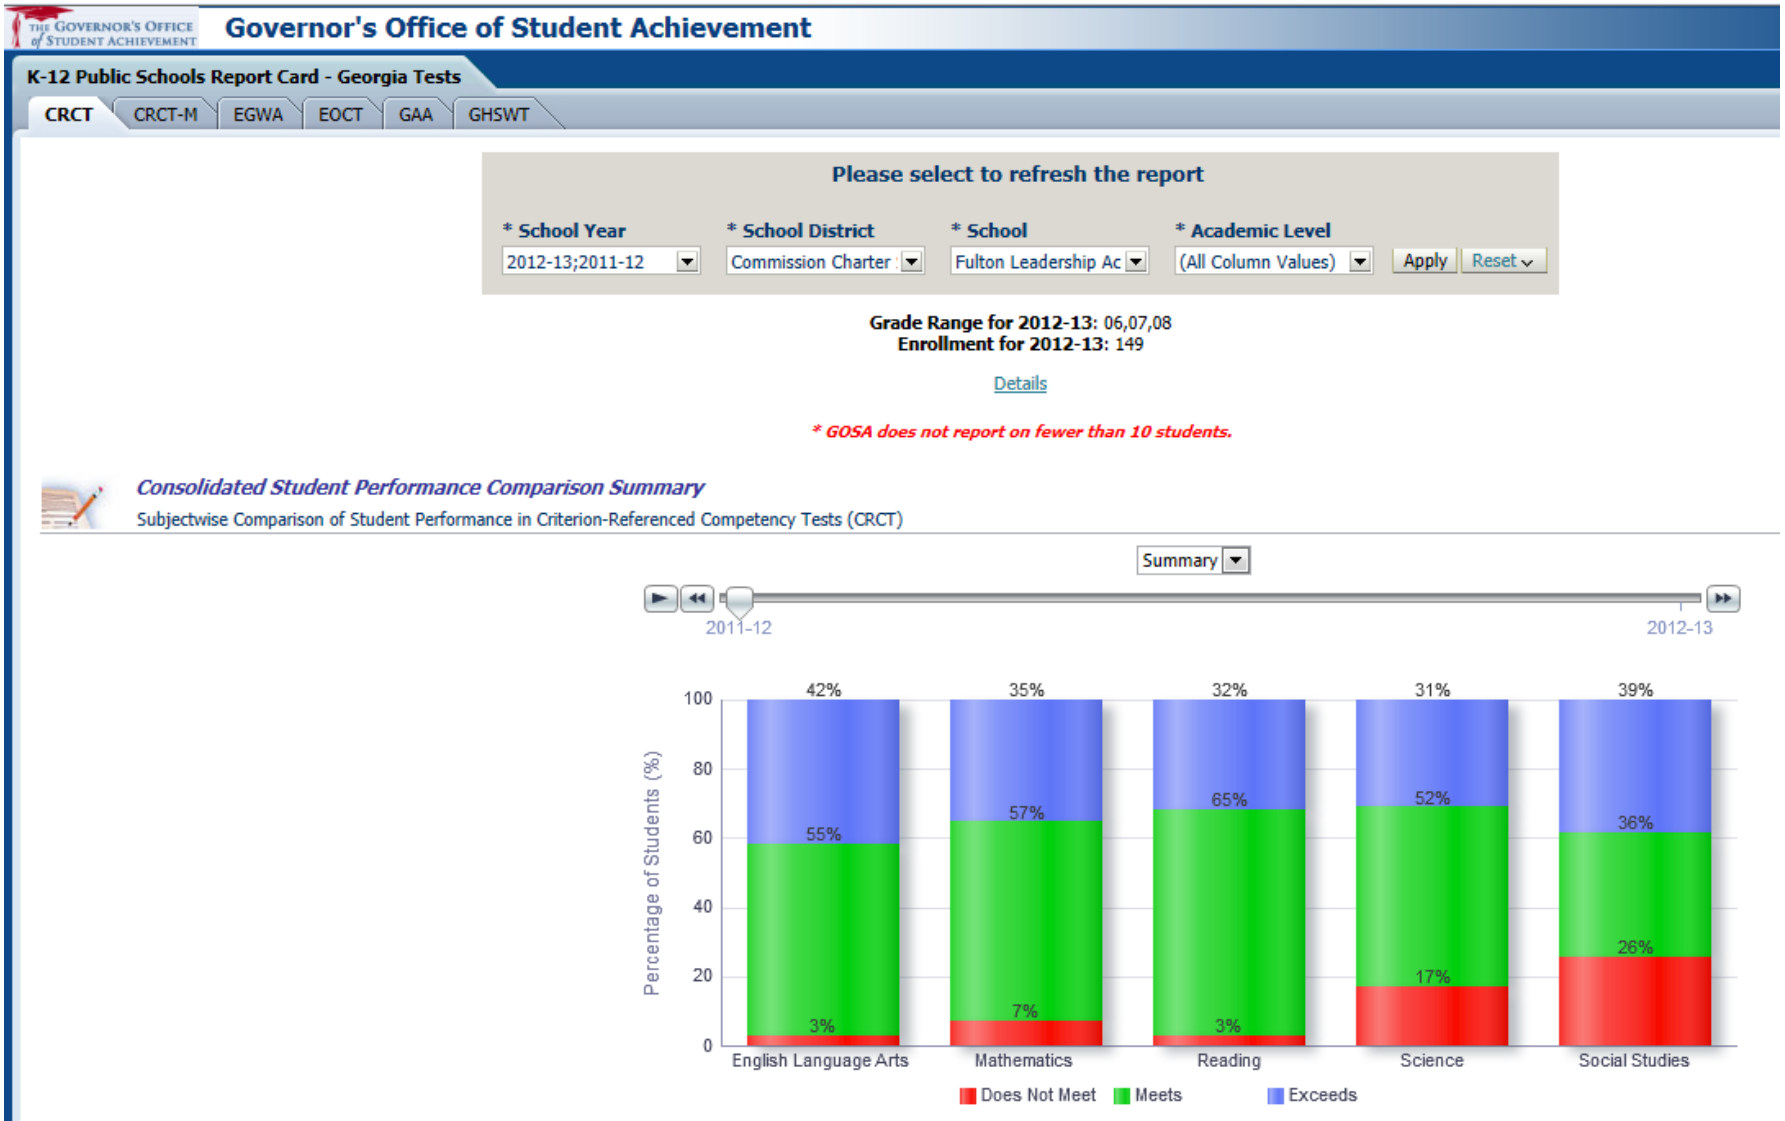 THE GOVERNOR'S OFFICE
of STUDENT ACHIEVEMENT
Governor's Office of Student Achievement
K-12 Public Schools Report Card - Georgia Tests
CRCT CRCT-M EGWA EOCT GAA GHSWT
Please select to refresh the report
* School Year * School District * School * Academic Level
2012-13;2011-12 Commission Charter Fulton Leadership Ac (All Column Values) Apply Reset
Grade Range for 2012-13: 06,07,08
Enrollment for 2012-13: 149
Details
* GOSA does not report on fewer than 10 students.
Consolidated Student Performance Comparison Summary
Subjectwise Comparison of Student Performance in Criterion-Referenced Competency Tests (CRCT)
Summary
2011-12 2012-13
Percentage of Students (%)
100 42% 35% 32% 31% 39%
80
65% 52%
57% 36%
60 55%
40
26%
20 17%
7%
3% 3%
0
English Language Arts Mathematics Reading Science Social Studies
Does Not Meet Meets Exceeds